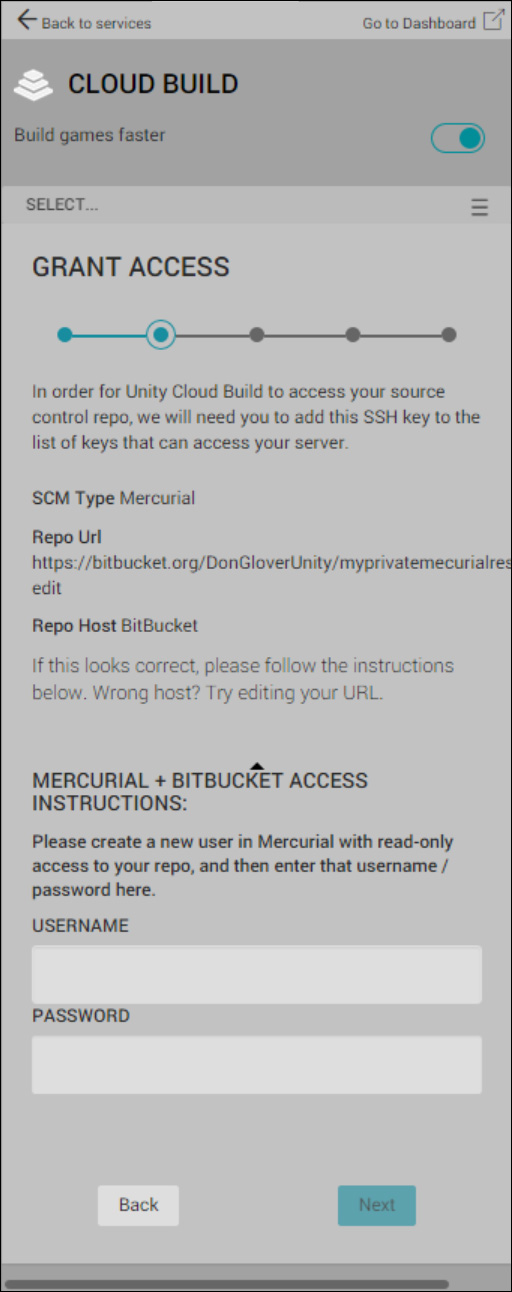 Back to services
Go to Dashboard
CLOUD BUILD
Build games faster
SELECT...
GRANT ACCESS
In order for Unity Cloud Build to access your source
control repo, we will need you to add this SSH key to the
list of keys that can access your server.
SCM Type Mercurial
Repo Url
https://bitbucket.org/DonGloverUnity/myprivatemecurialres
edit
Repo Host BitBucket
If this looks correct, please follow the instructions
below. Wrong host? Try editing your URL.
MERCURIAL + BITBUCKET ACCESS
INSTRUCTIONS:
Please create a new user in Mercurial with read-only
access to your repo, and then enter that username /
password here.
USERNAME
PASSWORD
Back
Next